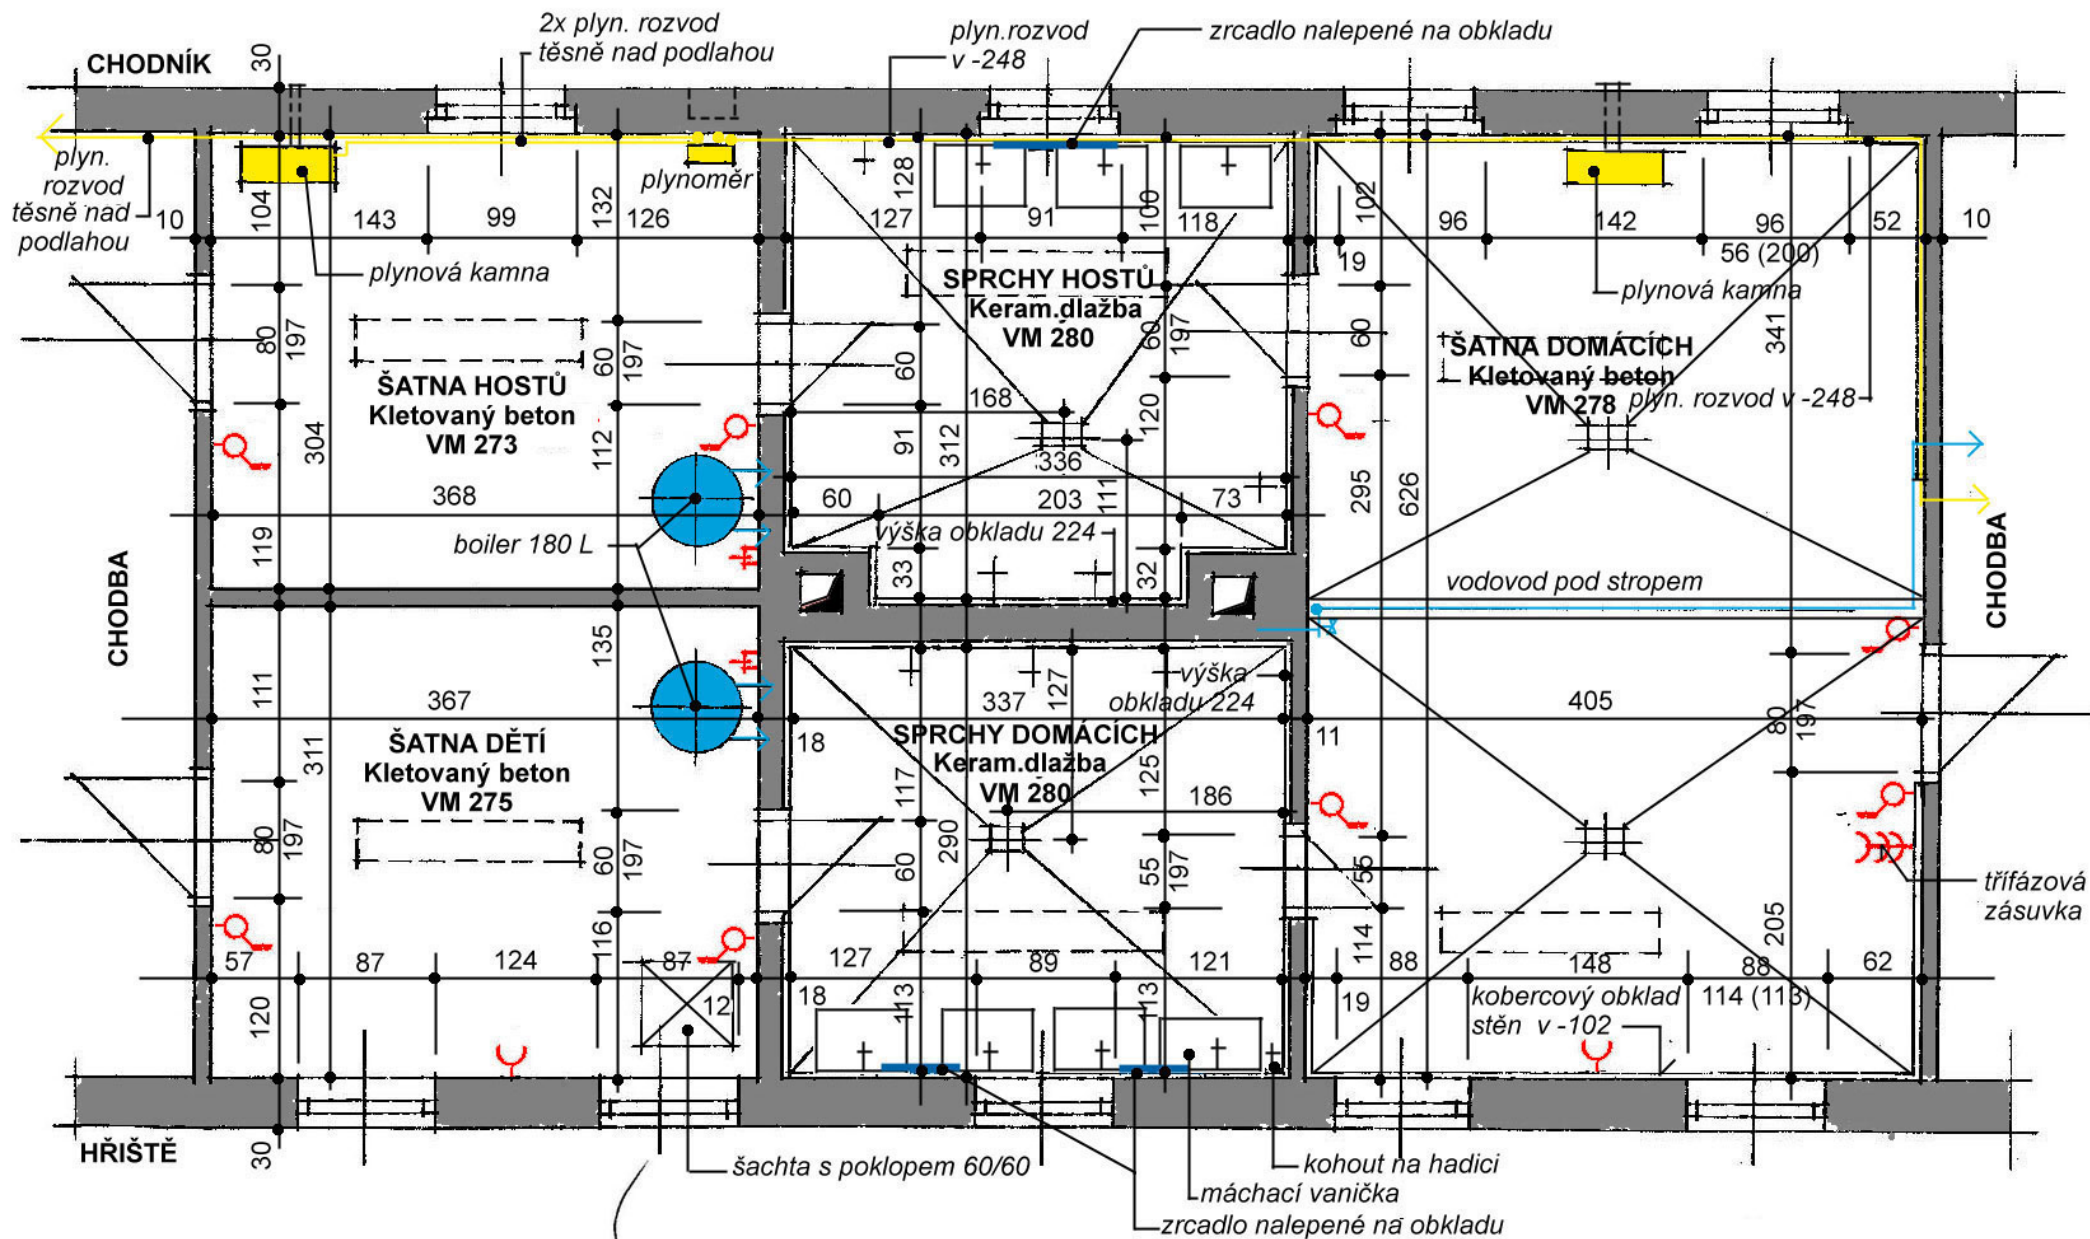 2x plyn. rozvod
těsně nad podlahou
plyn.rozvod
v -248
zrcadlo nalepené na obkladu
CHODNÍK
30
plyn.
rozvod
těsně nad
podlahou
10
104
143
99
132
126
plynoměr
plynová kamna
128
127
91
100
118
102
19
96
142
96
56 (200)
52
10
plynová kamna
SPRCHY HOSTŮ
Keram.dlažba
VM 280
80
197
304
ŠATNA HOSTŮ
Kletovaný beton
VM 273
60
197
112
60
60
197
60
341
ŠATNA DOMÁCÍCH
Kletovaný beton
VM 278
plyn. rozvod v -248
168
91
312
120
336
111
295
626
368
60
203
73
výška obkladu 224
boiler 180 L
119
33
32
vodovod pod stropem
CHODBA
CHODBA
135
111
367
127
337
výška
obkladu 224
405
80
197
18
11
311
ŠATNA DĚTÍ
Kletovaný beton
VM 275
SPRCHY DOMÁCÍCH
Keram.dlažba
VM 280
117
125
186
80
197
60
197
60
290
55
197
55
třífázová
zásuvka
116
114
205
57
87
124
87
127
89
121
88
148
88
62
120
12
18
113
113
19
kobercový obklad
stěn v -102
114 (113)
HŘIŠTĚ
30
šachta s poklopem 60/60
kohout na hadici
máchací vanička
zrcadlo nalepené na obkladu